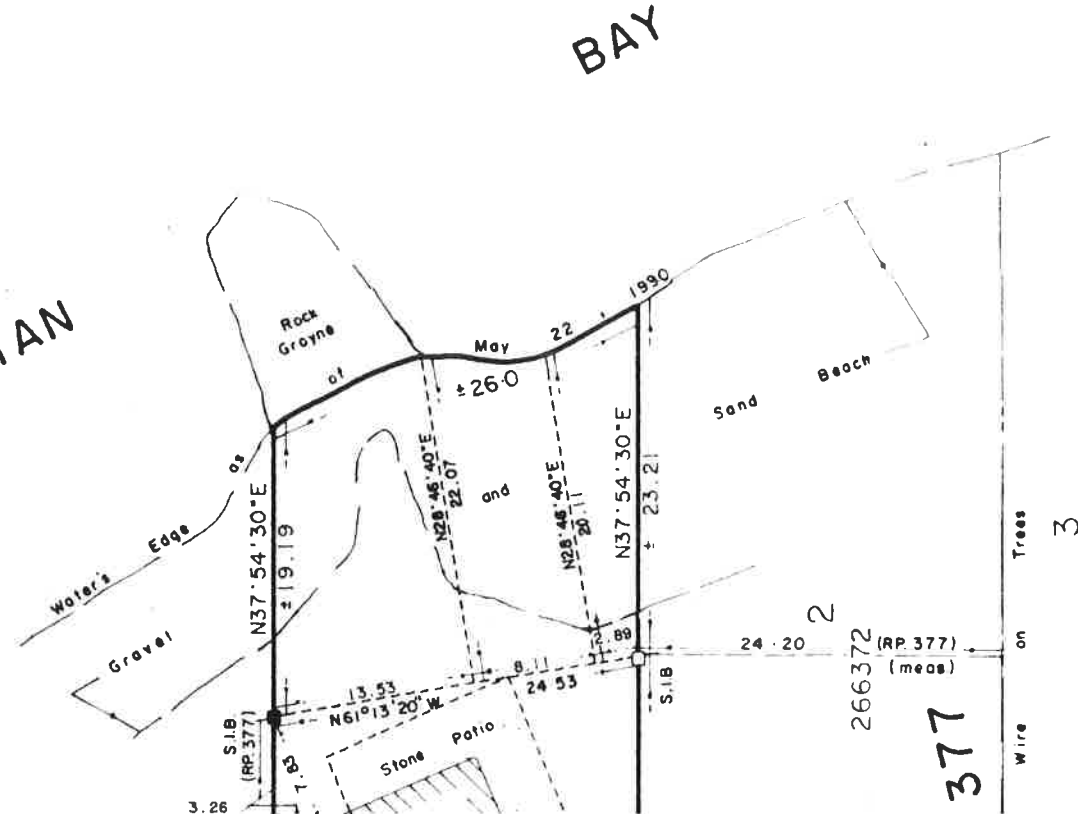 BAY
TAN
1990
22
May
of
as
Edge
Water's
Rock
Groyne
± 26.0
Sand Beach
and
Gravel
N37°54'30"E
± 19.19
N28°46'40"E
22.07
N28°46'40"E
20.11
N37°54'30"E
± 23.21
2.89
8.11
24 53
13.53
N61°13'20"W.
24.20
(RP. 377)
(meas)
2
266372
3
377
Wire on Trees
S.I.B
S.I.B
(RP.377)
7.83
3.26
Stone Patio